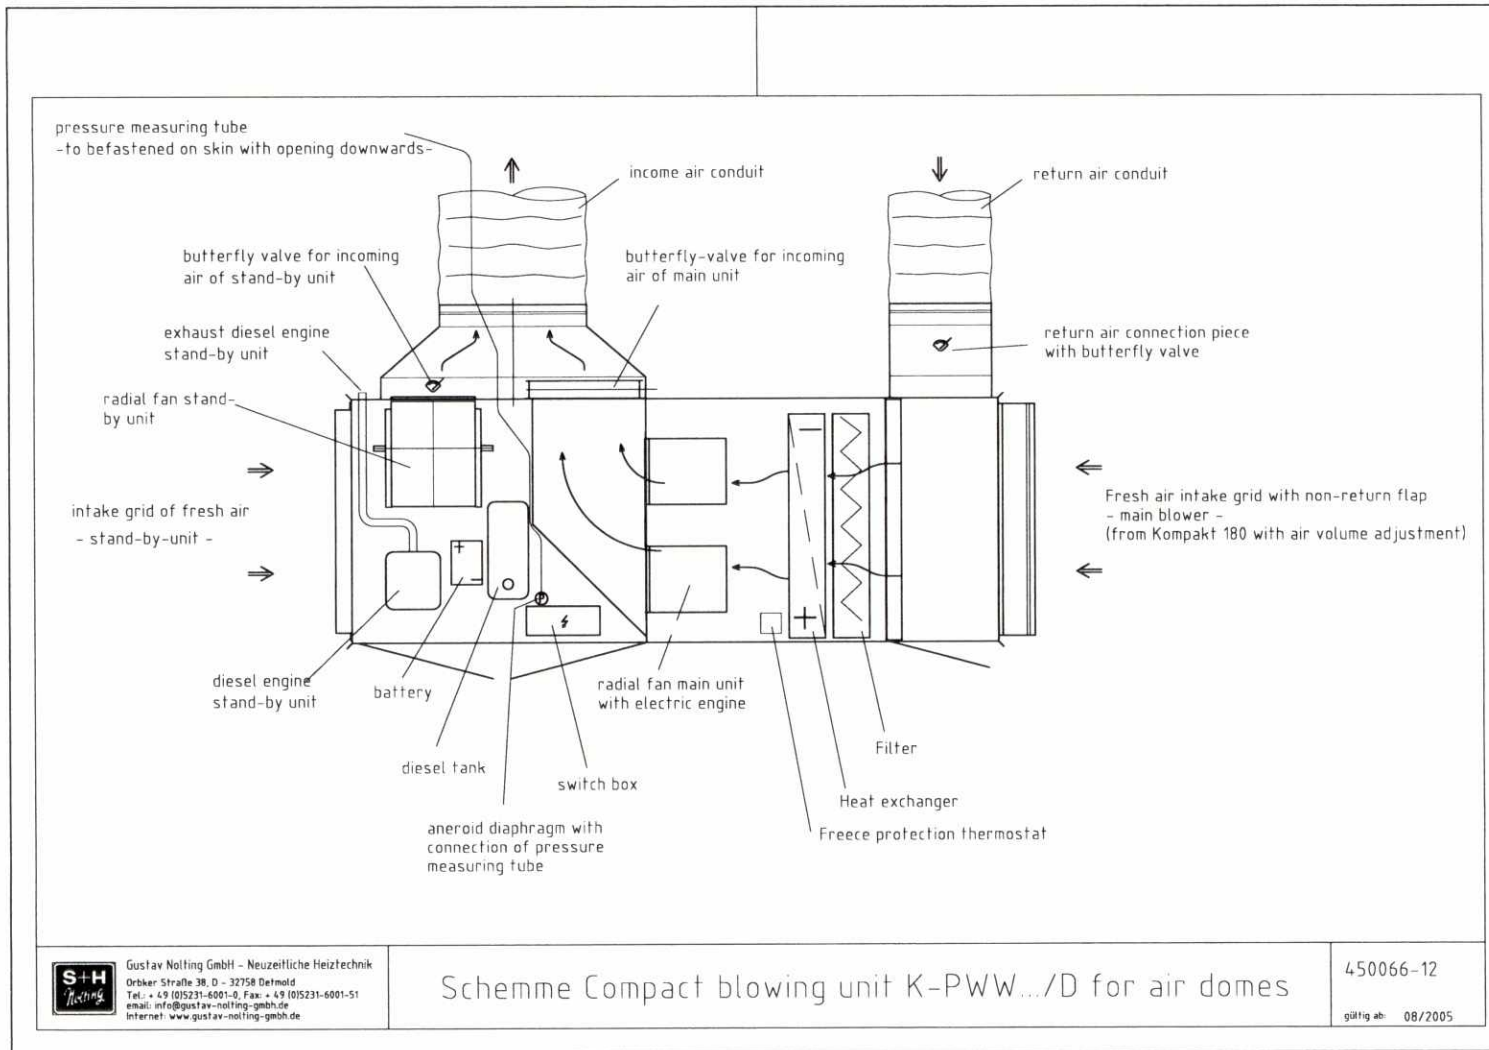 pressure measuring tube
-to befastened on skin with opening downwards-
income air conduit
return air conduit
butterfly valve for incoming
air of stand-by unit
butterfly-valve for incoming
air of main unit
exhaust diesel engine
stand-by unit
return air connection piece
with butterfly valve
radial fan stand-
by unit
intake grid of fresh air
- stand-by-unit -
Fresh air intake grid with non-return flap
- main blower -
(from Kompakt 180 with air volume adjustment)
+
−
P
−
+
diesel engine
stand-by unit
battery
radial fan main unit
with electric engine
diesel tank
switch box
Filter
Heat exchanger
Freece protection thermostat
aneroid diaphragm with
connection of pressure
measuring tube
S+H
Nolting
Gustav Nolting GmbH - Neuzeitliche Heiztechnik
Orbker Straße 38, D - 32758 Detmold
Tel.: + 49 (0)5231-6001-0, Fax: + 49 (0)5231-6001-51
email: info@gustav-nolting-gmbh.de
Internet: www.gustav-nolting-gmbh.de
Schemme Compact blowing unit K-PWW.../D for air domes
450066-12
gültig ab: 08/2005